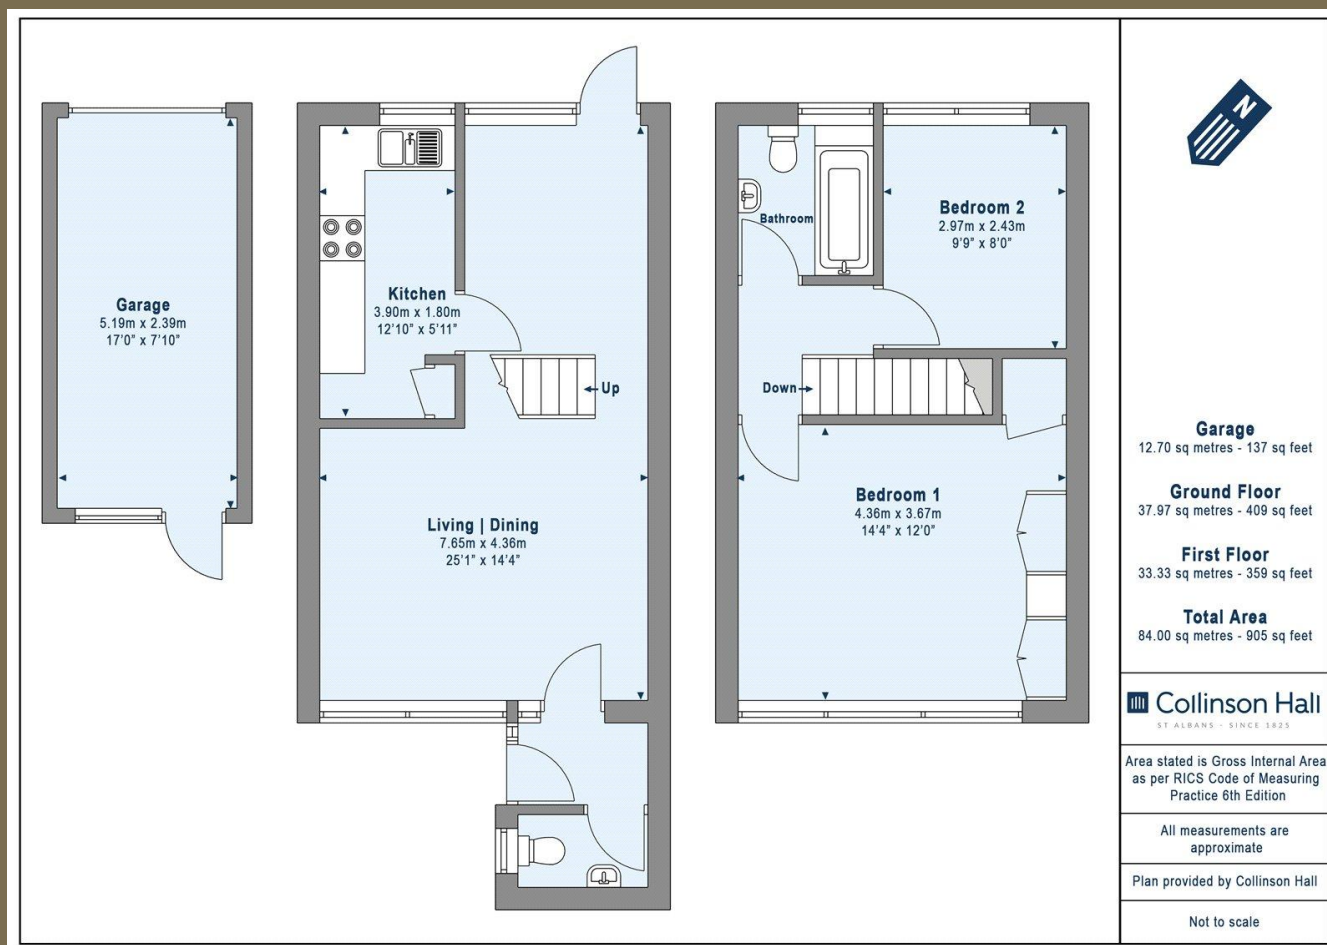 Garage
5.19m x 2.39m
17'0" x 7'10"
Kitchen
3.90m x 1.80m
12'10" x 5'11"
Up
Living | Dining
7.65m x 4.36m
25'1" x 14'4"
Bathroom
Bedroom 2
2.97m x 2.43m
9'9" x 8'0"
Down
Bedroom 1
4.36m x 3.67m
14'4" x 12'0"
N
Garage
12.70 sq metres - 137 sq feet
Ground Floor
37.97 sq metres - 409 sq feet
First Floor
33.33 sq metres - 359 sq feet
Total Area
84.00 sq metres - 905 sq feet
Collinson Hall
ST ALBANS - SINCE 1825
Area stated is Gross Internal Area
as per RICS Code of Measuring
Practice 6th Edition
All measurements are
approximate
Plan provided by Collinson Hall
Not to scale